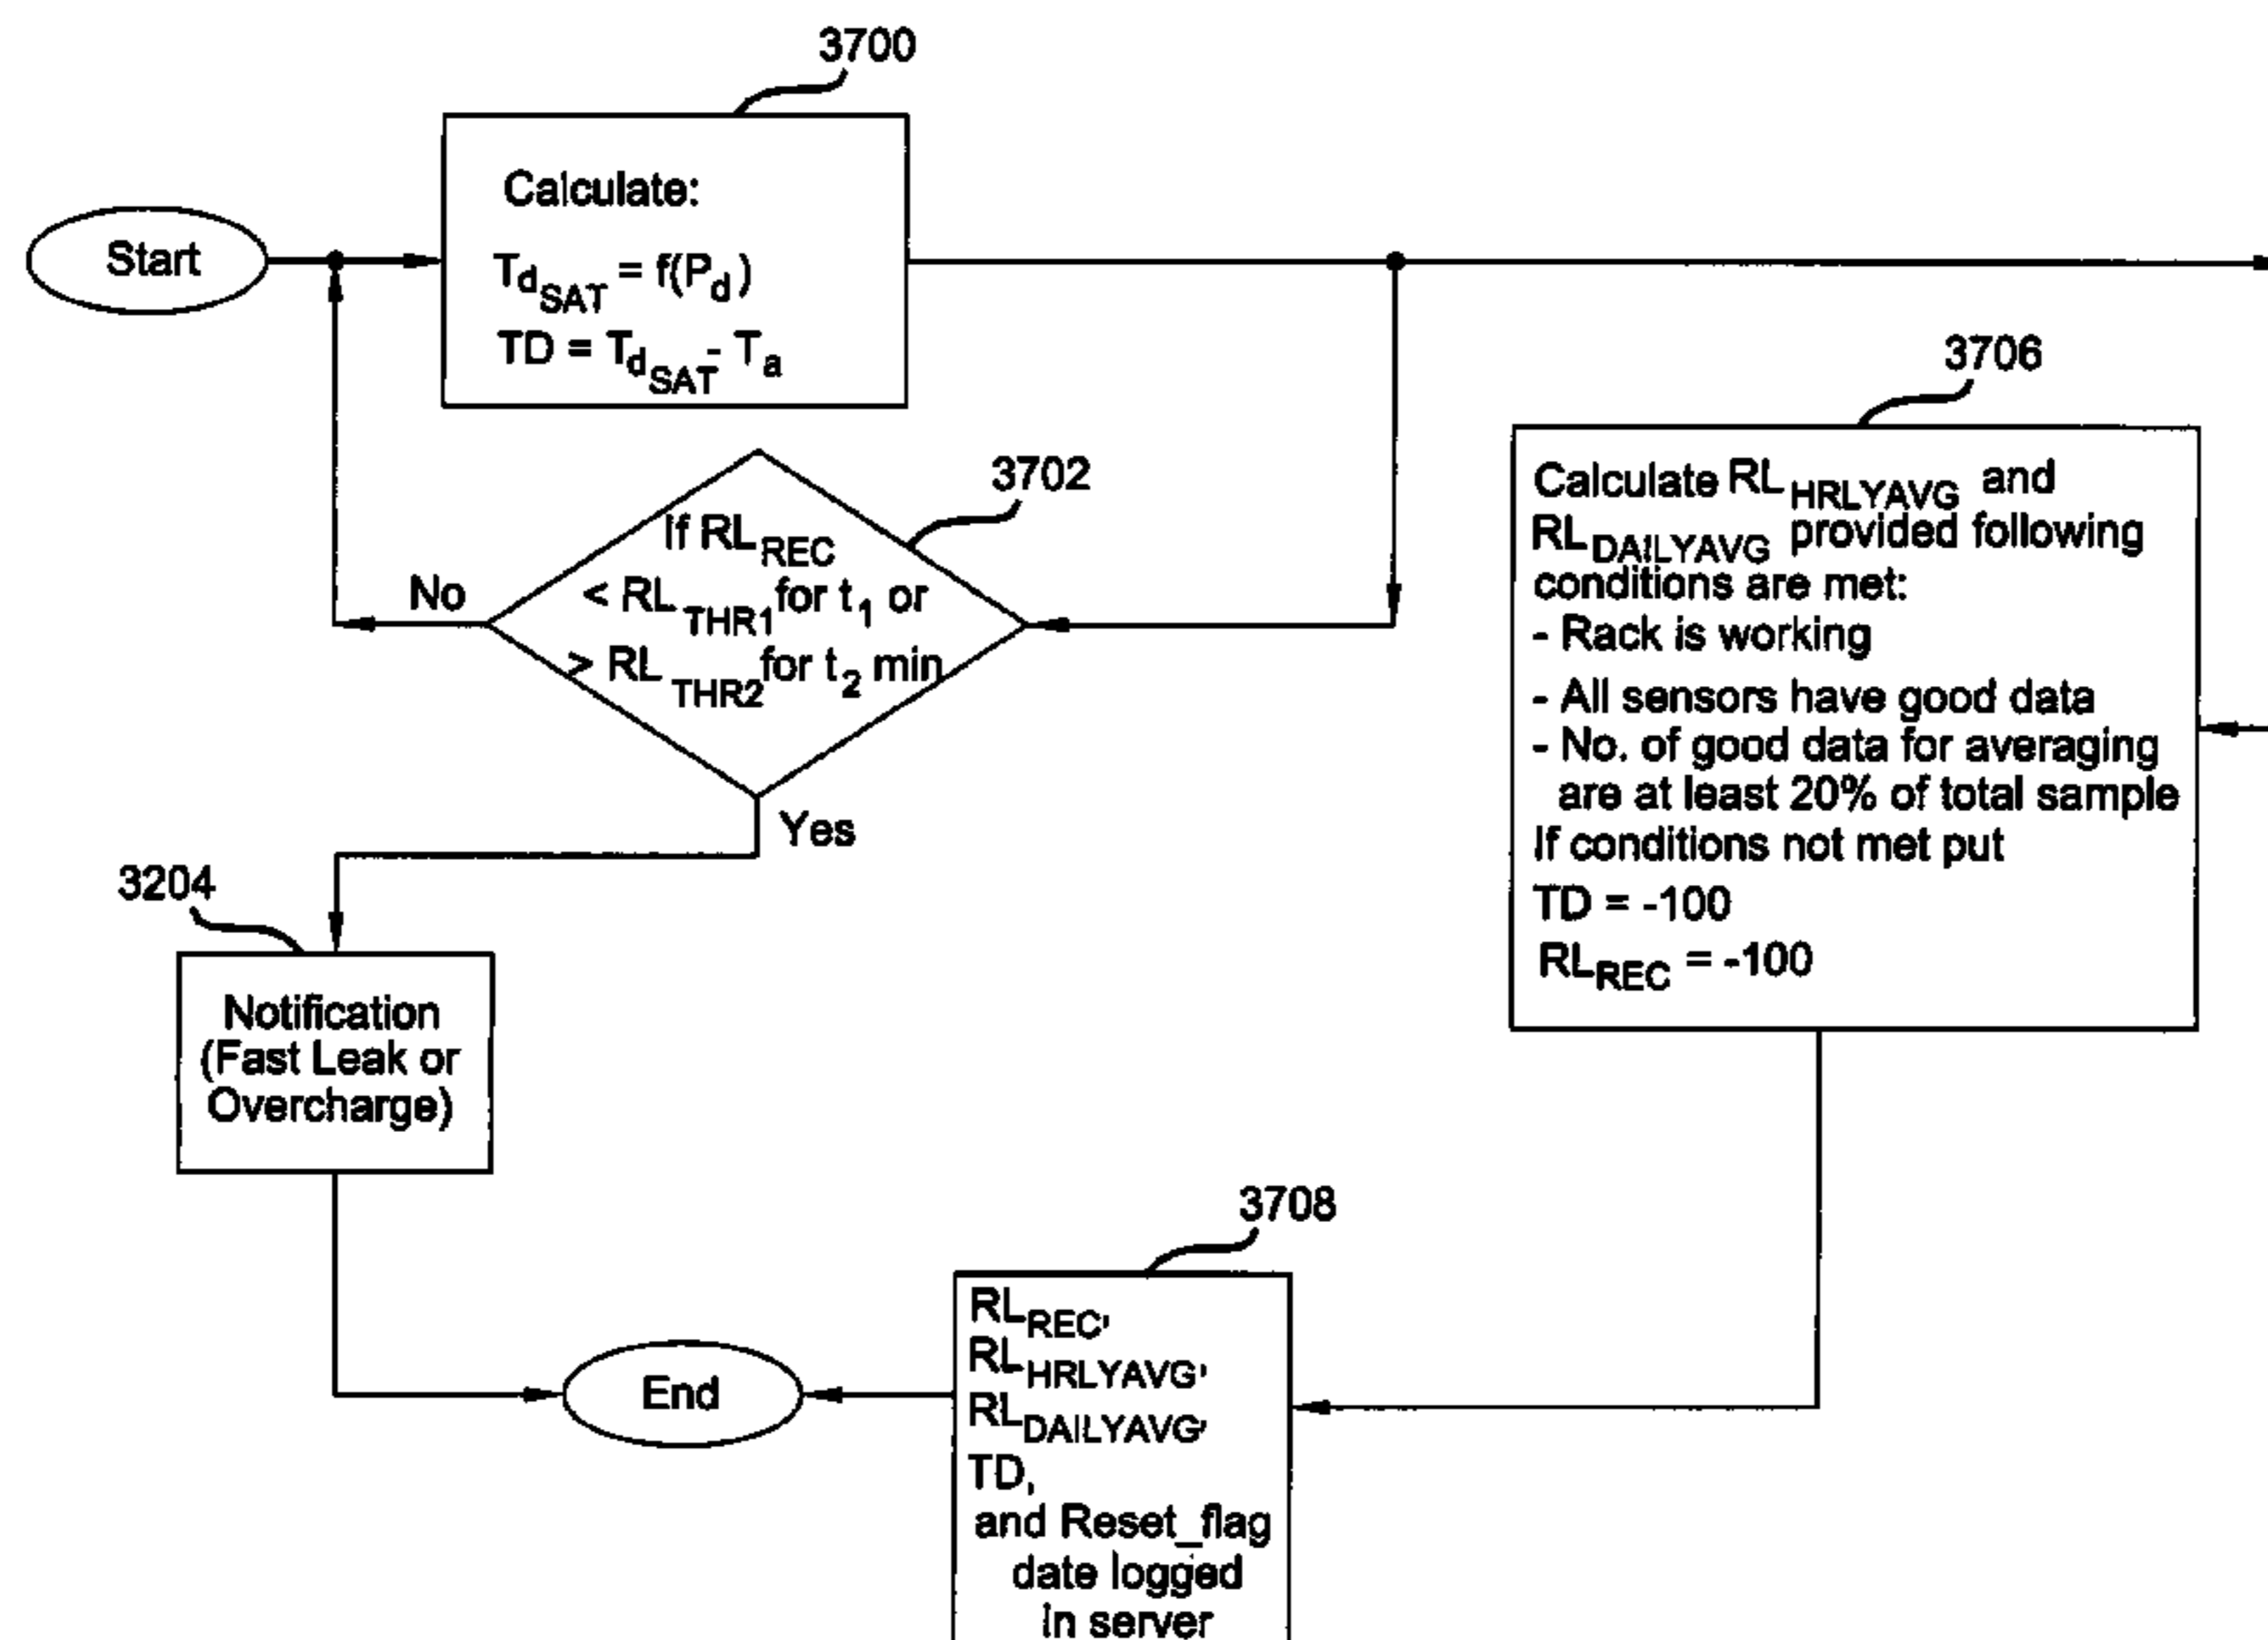 3700
Calculate:
T_d_SAT = f(P_d)
TD = T_d_SAT - T_a
Start
3702
If RL_REC
< RL_THR1 for t_1 or
> RL_THR2 for t_2 min
No
Yes
3204
Notification
(Fast Leak or
Overcharge)
3706
Calculate RL_HRLYAVG and
RL_DAILYAVG provided following
conditions are met:
- Rack is working
- All sensors have good data
- No. of good data for averaging
are at least 20% of total sample
If conditions not met put
TD = -100
RL_REC = -100
3708
RL_REC,
RL_HRLYAVG,
RL_DAILYAVG,
TD,
and Reset_flag
date logged
in server
End